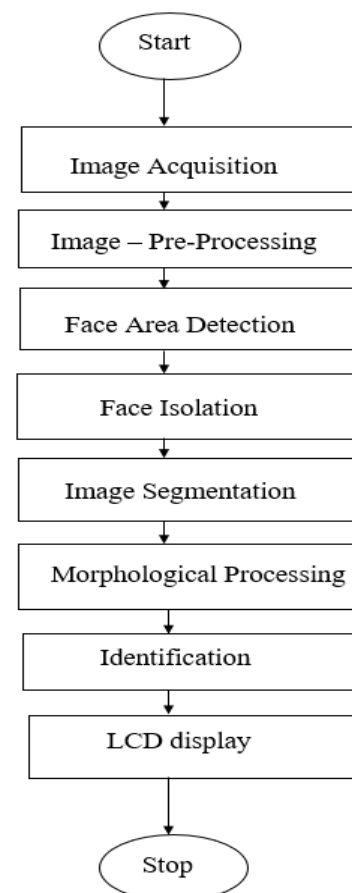 Start
Image Acquisition
Image – Pre-Processing
Face Area Detection
Face Isolation
Image Segmentation
Morphological Processing
Identification
LCD display
Stop